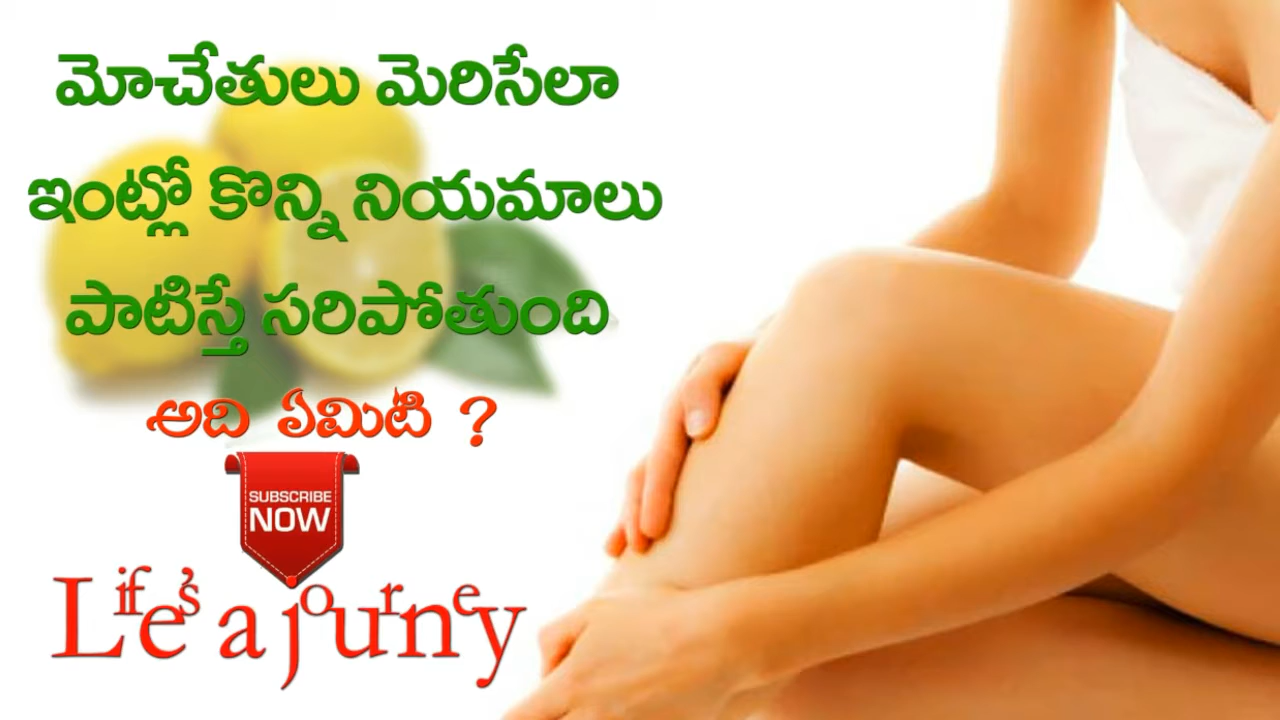 మోచేతులు మెరిసేలా
ఇంట్లో కొన్ని నియమాలు
పాటిస్తే సరిపోతుంది
అది ఏమిటి ?
SUBSCRIBE
NOW
Life's a journey